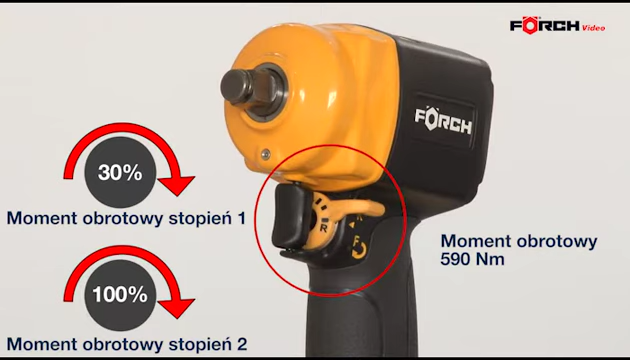 FÖRCH Video
FÖRCH
30%
Moment obrotowy stopień 1
R
F
Moment obrotowy
590 Nm
100%
Moment obrotowy stopień 2